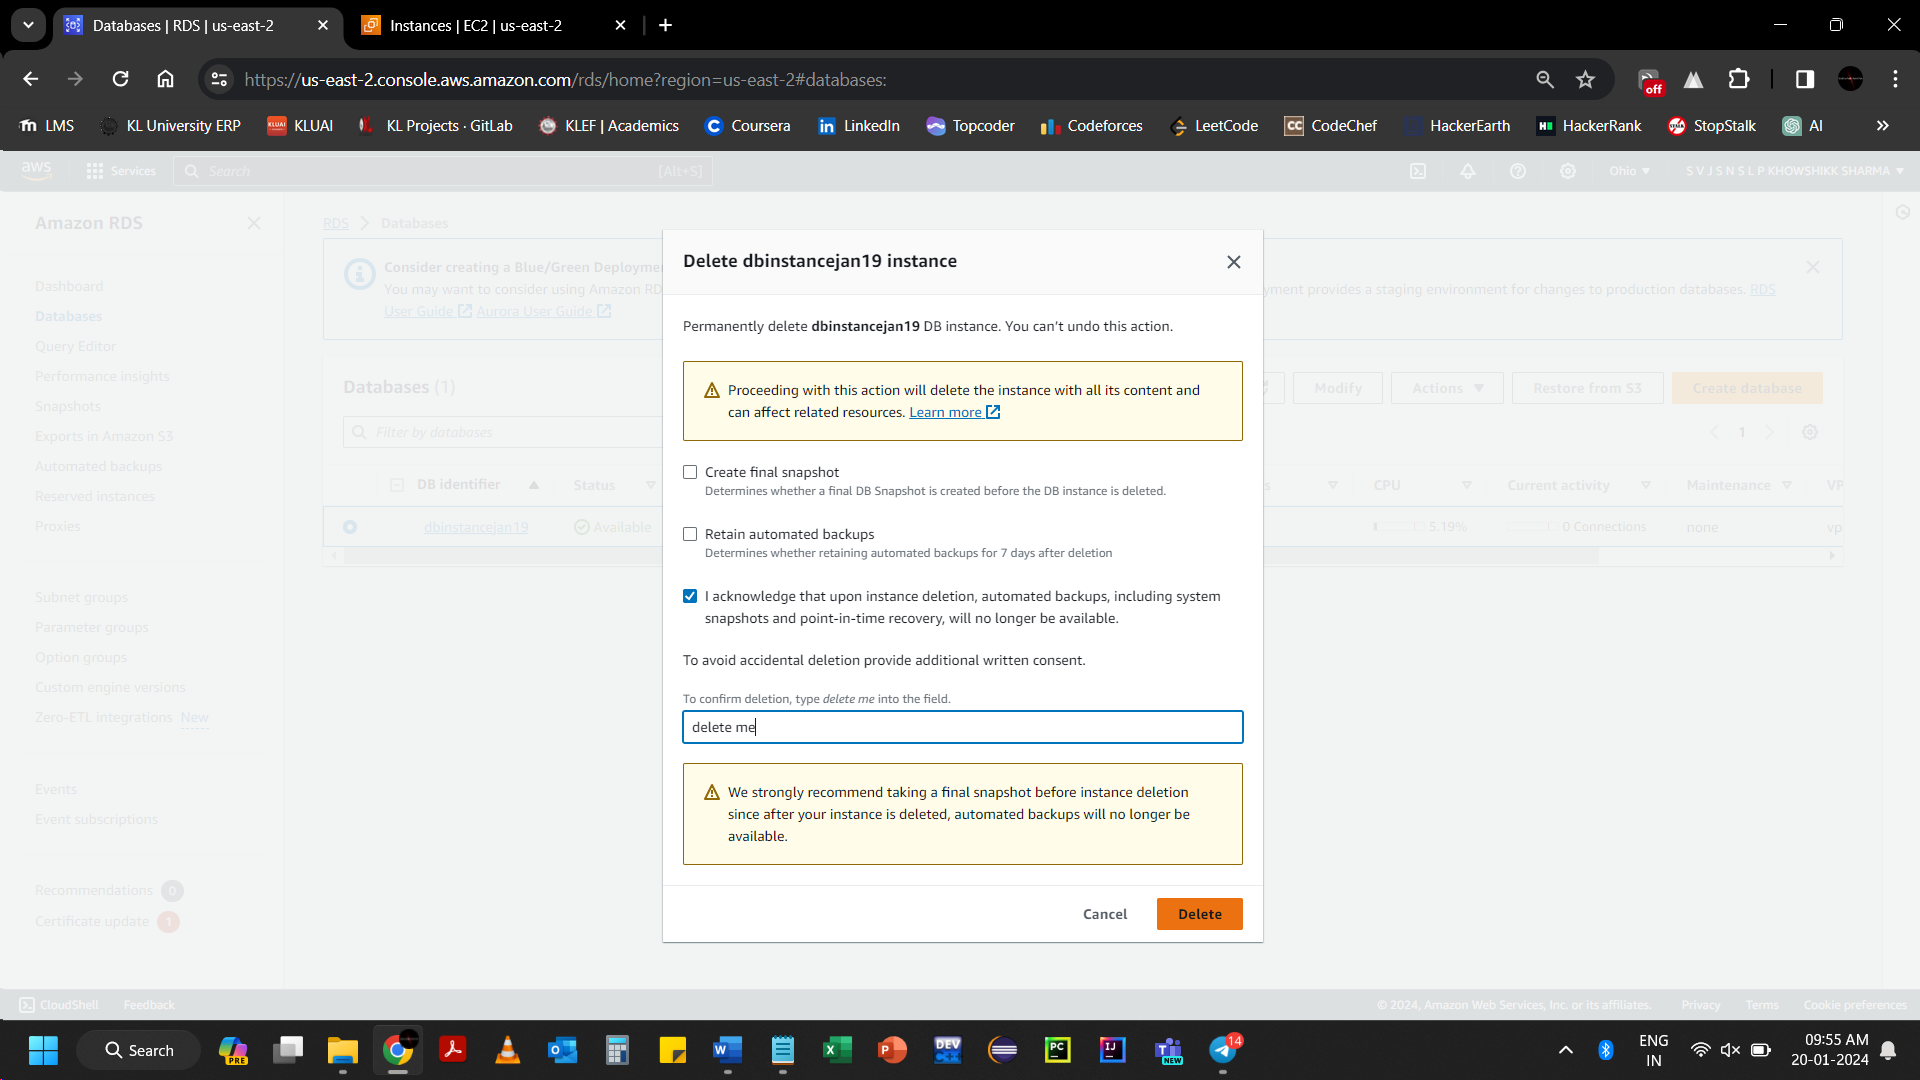 Databases | RDS | us-east-2
Instances | EC2 | us-east-2
https://us-east-2.console.aws.amazon.com/rds/home?region=us-east-2#databases:
off
LMS
KL University ERP
KLUAI
KL Projects · GitLab
KLEF | Academics
Coursera
LinkedIn
Topcoder
Codeforces
LeetCode
CodeChef
HackerEarth
HackerRank
StopStalk
AI
aws
Services
Search
[Alt+S]
Ohio
S V J S N S L P KHOWSHIKK SHARMA
Amazon RDS
Dashboard
Databases
Query Editor
Performance insights
Snapshots
Exports in Amazon S3
Automated backups
Reserved instances
Proxies
Subnet groups
Parameter groups
Option groups
Custom engine versions
Zero-ETL integrations New
Events
Event subscriptions
Recommendations 0
Certificate update 1
RDS > Databases
Consider creating a Blue/Green Deployme
You may want to consider using Amazon RD
yment provides a staging environment for changes to production databases. RDS
User Guide Aurora User Guide
Databases (1)
Modify
Actions
Restore from S3
Create database
Filter by databases
1
DB identifier
Status
s
CPU
Current activity
Maintenance
VP
dbinstancejan19
Available
5.19%
0 Connections
none
vp
Delete dbinstancejan19 instance
Permanently delete dbinstancejan19 DB instance. You can't undo this action.
Proceeding with this action will delete the instance with all its content and
can affect related resources. Learn more
Create final snapshot
Determines whether a final DB Snapshot is created before the DB instance is deleted.
Retain automated backups
Determines whether retaining automated backups for 7 days after deletion
I acknowledge that upon instance deletion, automated backups, including system
snapshots and point-in-time recovery, will no longer be available.
To avoid accidental deletion provide additional written consent.
To confirm deletion, type delete me into the field.
delete me
We strongly recommend taking a final snapshot before instance deletion
since after your instance is deleted, automated backups will no longer be
available.
Cancel
Delete
CloudShell
Feedback
© 2024, Amazon Web Services, Inc. or its affiliates.
Privacy
Terms
Cookie preferences
Search
PRE
DEV
PC
IJ
NEW
14
ENG
IN
09:55 AM
20-01-2024